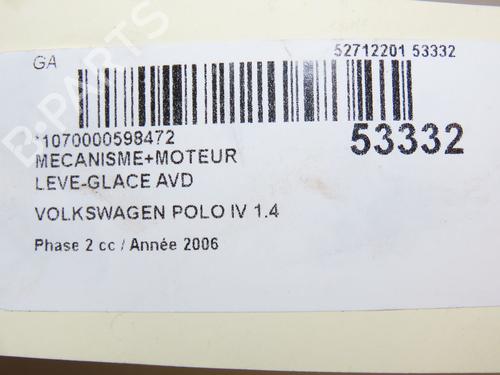 GA
52712201 53332
*1070000598472
53332
MECANISME+MOTEUR
LEVE-GLACE AVD
VOLKSWAGEN POLO IV 1.4
Phase 2 cc / Année 2006
B-PARTS